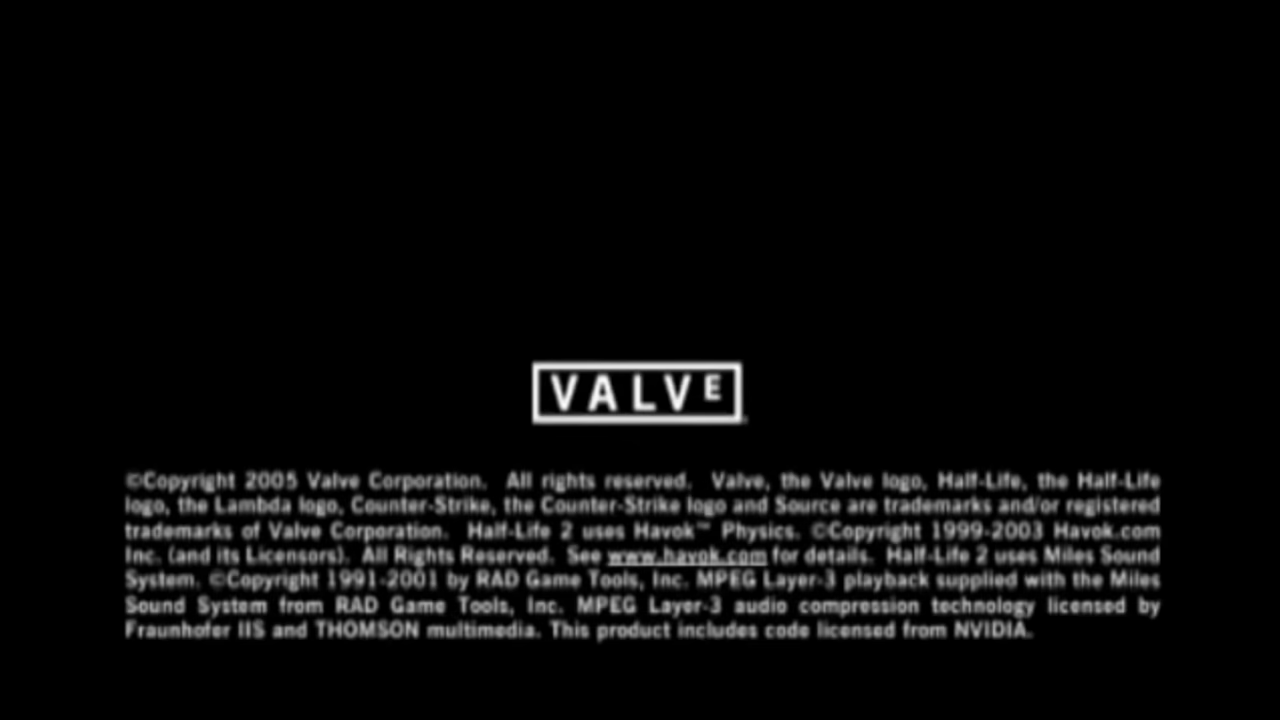 VALVE
©Copyright 2005 Valve Corporation. All rights reserved. Valve, the Valve logo, Half-Life, the Half-Life
logo, the Lambda logo, Counter-Strike, the Counter-Strike logo and Source are trademarks and/or registered
trademarks of Valve Corporation. Half-Life 2 uses Havok™ Physics. ©Copyright 1999-2003 Havok.com
Inc. (and its Licensors). All Rights Reserved. See www.havok.com for details. Half-Life 2 uses Miles Sound
System. ©Copyright 1991-2001 by RAD Game Tools, Inc. MPEG Layer-3 playback supplied with the Miles
Sound System from RAD Game Tools, Inc. MPEG Layer-3 audio compression technology licensed by
Fraunhofer IIS and THOMSON multimedia. This product includes code licensed from NVIDIA.